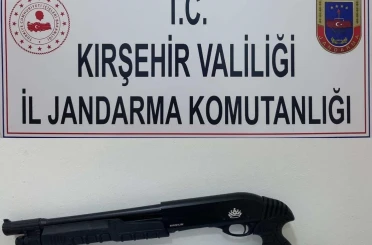 T.C.
KIRŞEHİR VALİLİĞİ
İL JANDARMA KOMUTANLIĞI